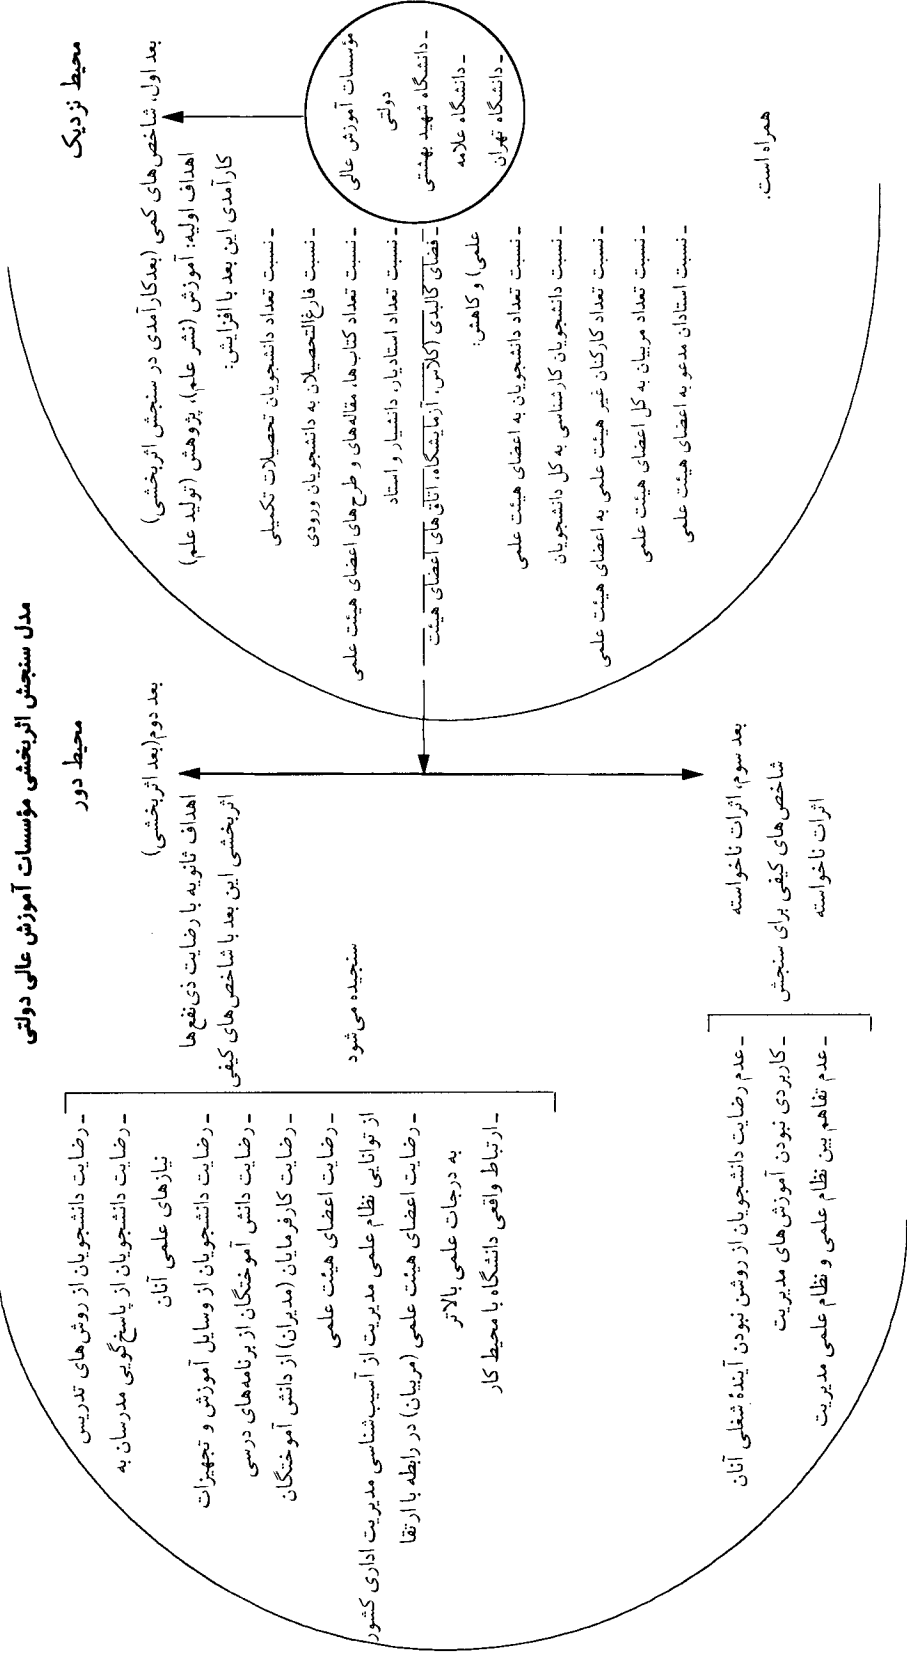 مدل سنجش اثربخشی مؤسسات آموزش عالی دولتی
محیط نزدیک
بعد اول، شاخص‌های کمی (بعدکارآمدی در سنجش اثربخشی)
اهداف اولیه: آموزش (نشر علم)، پژوهش (تولید علم)
کارآمدی این بعد با افزایش:
ـ نسبت تعداد دانشجویان تحصیلات تکمیلی
ـ نسبت فارغ‌التحصیلان به دانشجویان ورودی
ـ نسبت تعداد کتاب‌ها، مقاله‌های و طرح‌های اعضای هیئت علمی
ـ نسبت تعداد استادیار، دانشیار و استاد
ـ فضای کالبدی (کلاس، آزمایشگاه، اتاق‌های اعضای هیئت
علمی) و کاهش:
ـ نسبت تعداد دانشجویان به اعضای هیئت علمی
ـ نسبت دانشجویان کارشناسی به کل دانشجویان
ـ نسبت تعداد کارکنان غیر هیئت علمی به اعضای هیئت علمی
ـ نسبت تعداد مربیان به کل اعضای هیئت علمی
ـ نسبت استادان مدعو به اعضای هیئت علمی
همراه است.
مؤسسات آموزش عالی
دولتی
ـ دانشگاه شهید بهشتی
ـ دانشگاه علامه
ـ دانشگاه تهران
محیط دور
بعد دوم(بعد اثربخشی)
اهداف ثانویه با رضایت ذی‌نفع‌ها
اثربخشی این بعد با شاخص‌های کیفی
سنجیده می‌شود
ـ رضایت دانشجویان از روش‌های تدریس
ـ رضایت دانشجویان از پاسخ‌گویی مدرسان به
نیازهای علمی آنان
ـ رضایت دانشجویان از وسایل آموزش و تجهیزات
ـ رضایت دانش آموختگان از برنامه‌های درسی
ـ رضایت کارفرمایان (مدیران) از دانش آموختگان
ـ رضایت اعضای هیئت علمی
از توانایی نظام علمی مدیریت از آسیب‌شناسی مدیریت اداری کشور
ـ رضایت اعضای هیئت علمی (مربیان) در رابطه با ارتقا
به درجات علمی بالاتر
ـ ارتباط واقعی دانشگاه با محیط کار
بعد سوم، اثرات ناخواسته
شاخص‌های کیفی برای سنجش
اثرات ناخواسته
ـ عدم رضایت دانشجویان از روشن نبودن آیندهٔ شغلی آنان
ـ کاربردی نبودن آموزش‌های مدیریت
ـ عدم تفاهم بین نظام علمی و نظام علمی مدیریت